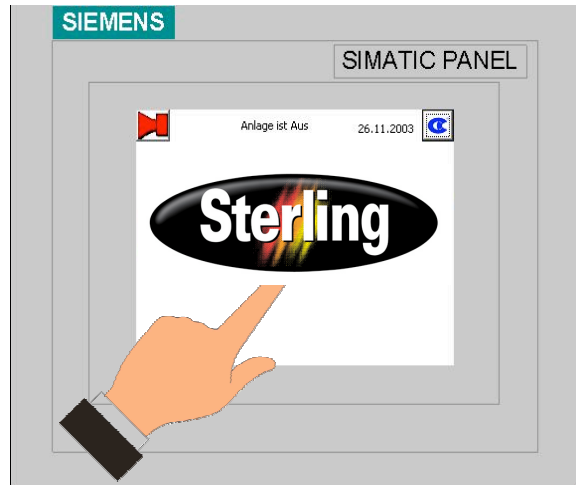 SIEMENS
SIMATIC PANEL
Anlage ist Aus
26.11.2003
Sterling